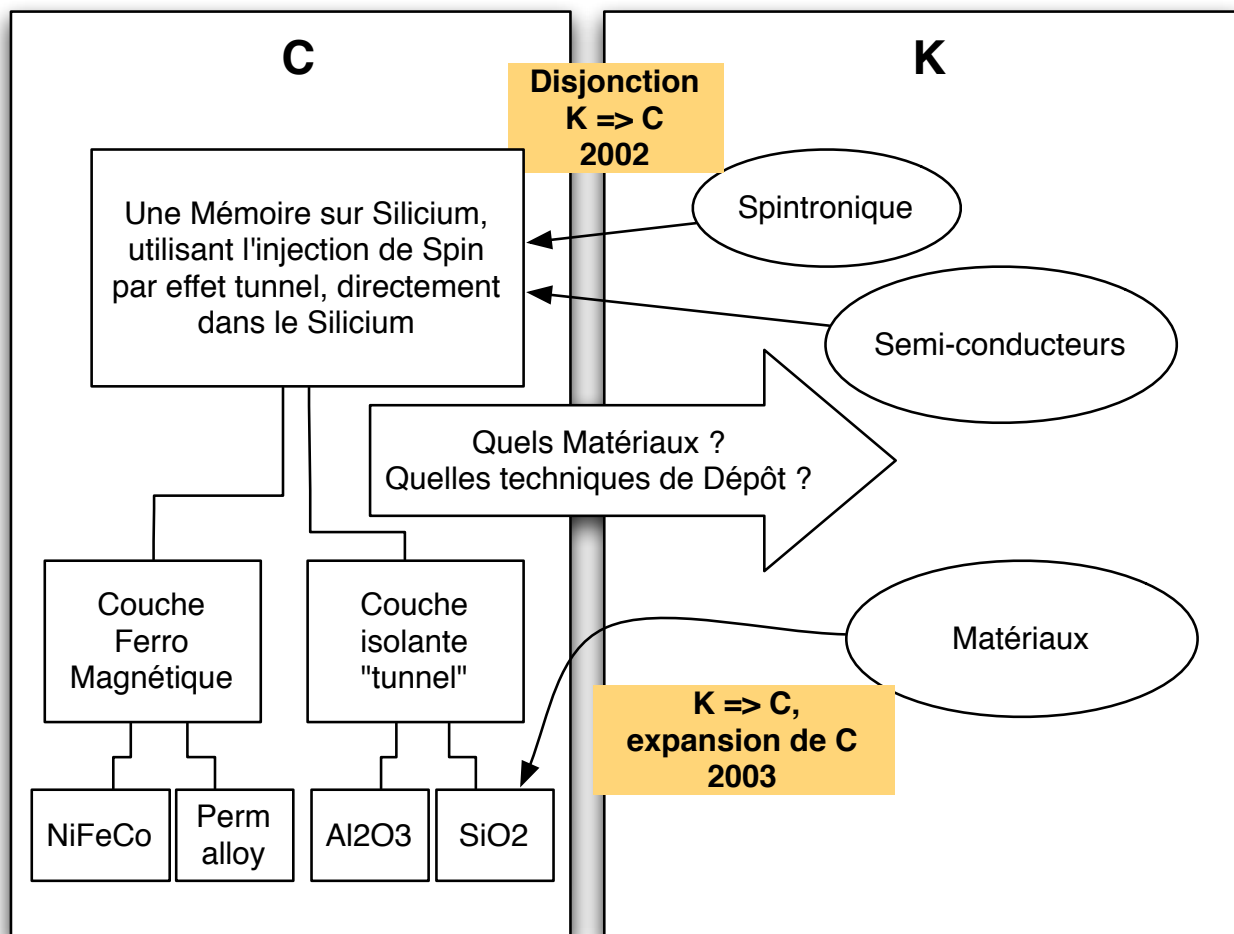 C
K
Disjonction
K => C
2002
Une Mémoire sur Silicium,
utilisant l'injection de Spin
par effet tunnel, directement
dans le Silicium
Spintronique
Semi-conducteurs
Quels Matériaux ?
Quelles techniques de Dépôt ?
Couche
Ferro
Magnétique
Couche
isolante
"tunnel"
Matériaux
K => C,
expansion de C
2003
NiFeCo
Perm
alloy
Al2O3
SiO2